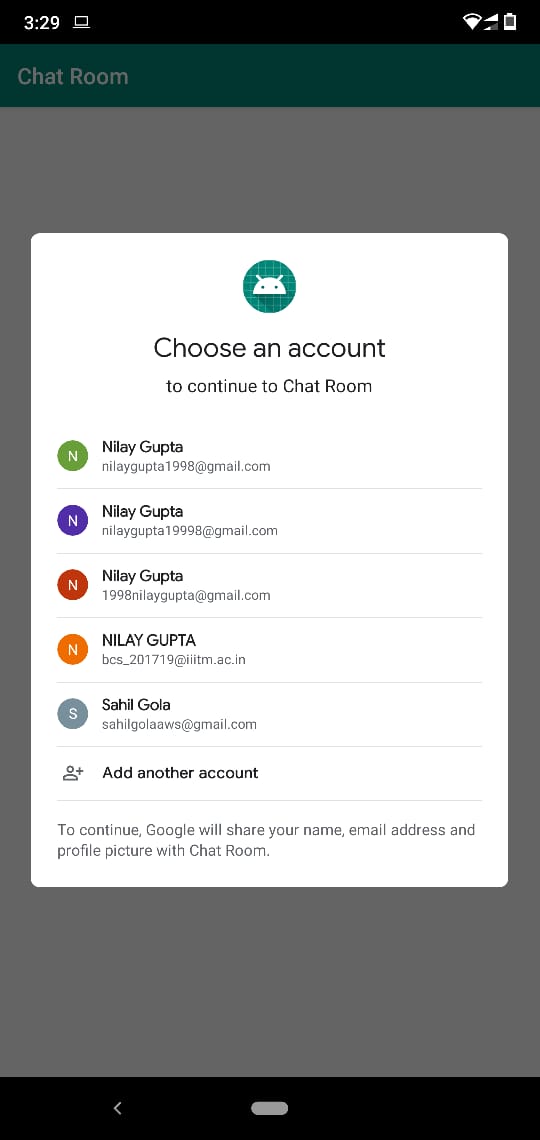 3:29
Chat Room
Choose an account
to continue to Chat Room
N
Nilay Gupta
nilaygupta1998@gmail.com
N
Nilay Gupta
nilaygupta19998@gmail.com
N
Nilay Gupta
1998nilaygupta@gmail.com
N
NILAY GUPTA
bcs_201719@iiitm.ac.in
S
Sahil Gola
sahilgolaaws@gmail.com
Add another account
To continue, Google will share your name, email address and
profile picture with Chat Room.